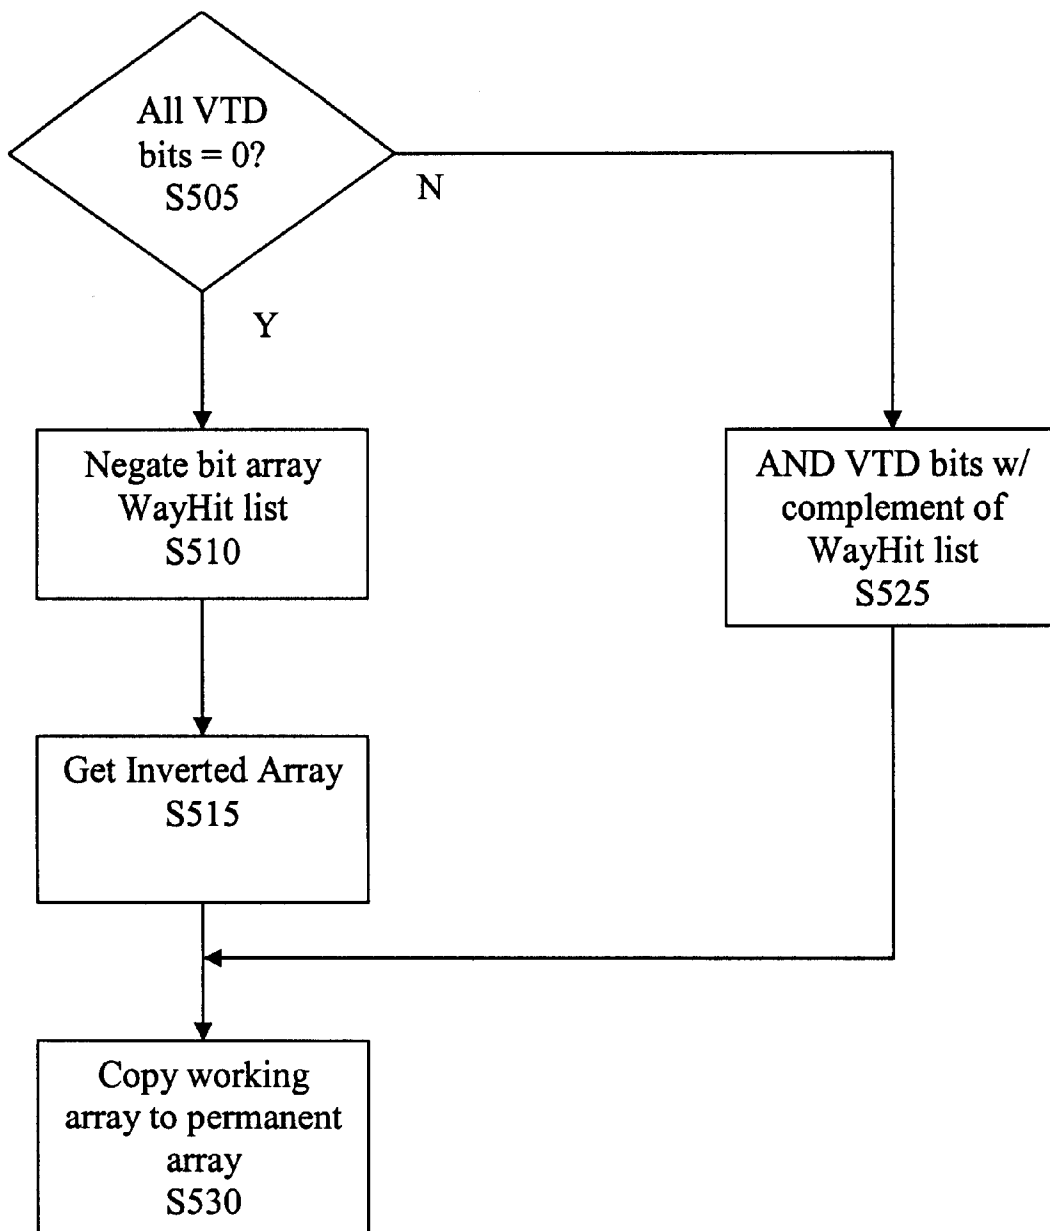 All VTD
bits = 0?
S505
N
Y
Negate bit array
WayHit list
S510
AND VTD bits w/
complement of
WayHit list
S525
Get Inverted Array
S515
Copy working
array to permanent
array
S530